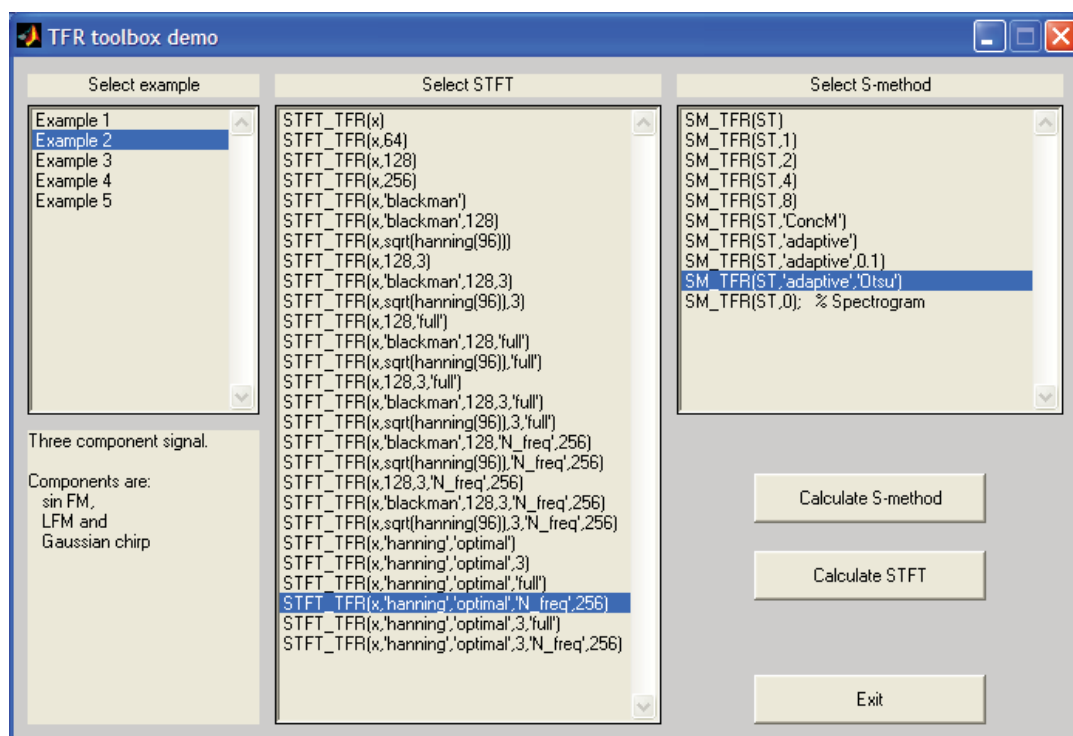 TFR toolbox demo
Select example
Example 1
Example 2
Example 3
Example 4
Example 5
Three component signal.
Components are:
sin FM,
LFM and
Gaussian chirp
Select STFT
STFT_TFR(x)
STFT_TFR(x,64)
STFT_TFR(x,128)
STFT_TFR(x,256)
STFT_TFR(x,'blackman')
STFT_TFR(x,'blackman',128)
STFT_TFR(x,sqrt(hanning(96)))
STFT_TFR(x,128,3)
STFT_TFR(x,'blackman',128,3)
STFT_TFR(x,sqrt(hanning(96)),3)
STFT_TFR(x,128,'full')
STFT_TFR(x,'blackman',128,'full')
STFT_TFR(x,sqrt(hanning(96)),'full')
STFT_TFR(x,128,3,'full')
STFT_TFR(x,'blackman',128,3,'full')
STFT_TFR(x,sqrt(hanning(96)),3,'full')
STFT_TFR(x,'blackman',128,'N_freq',256)
STFT_TFR(x,sqrt(hanning(96)),'N_freq',256)
STFT_TFR(x,128,3,'N_freq',256)
STFT_TFR(x,'blackman',128,3,'N_freq',256)
STFT_TFR(x,sqrt(hanning(96)),3,'N_freq',256)
STFT_TFR(x,'hanning','optimal')
STFT_TFR(x,'hanning','optimal',3)
STFT_TFR(x,'hanning','optimal','full')
STFT_TFR(x,'hanning','optimal','N_freq',256)
STFT_TFR(x,'hanning','optimal',3,'full')
STFT_TFR(x,'hanning','optimal',3,'N_freq',256)
Select S-method
SM_TFR(ST)
SM_TFR(ST,1)
SM_TFR(ST,2)
SM_TFR(ST,4)
SM_TFR(ST,8)
SM_TFR(ST,'ConcM')
SM_TFR(ST,'adaptive')
SM_TFR(ST,'adaptive',0.1)
SM_TFR(ST,'adaptive','Otsu')
SM_TFR(ST,0);  % Spectrogram
Calculate S-method
Calculate STFT
Exit